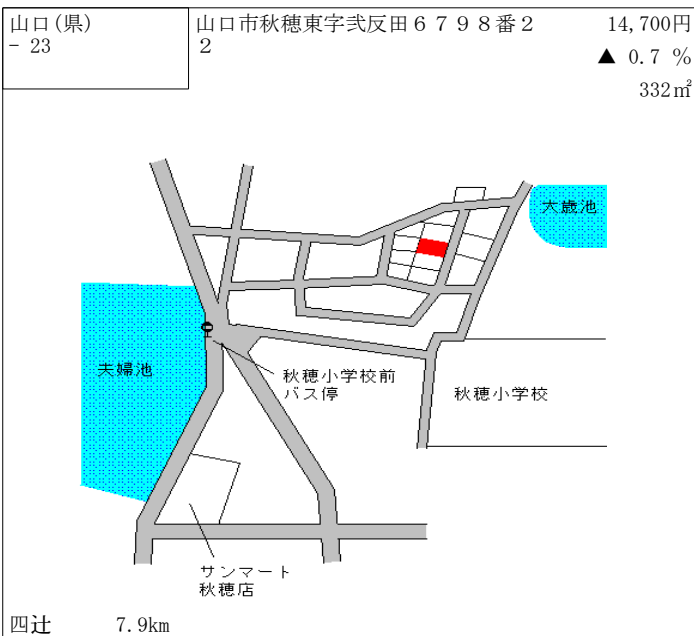 山口(県)
- 23
山口市秋穂東字弐反田６７９８番２
2
14,700円
▲ 0.7 %
332㎡
大歳池
夫婦池
秋穂小学校前
バス停
秋穂小学校
サンマート
秋穂店
四辻 7.9km